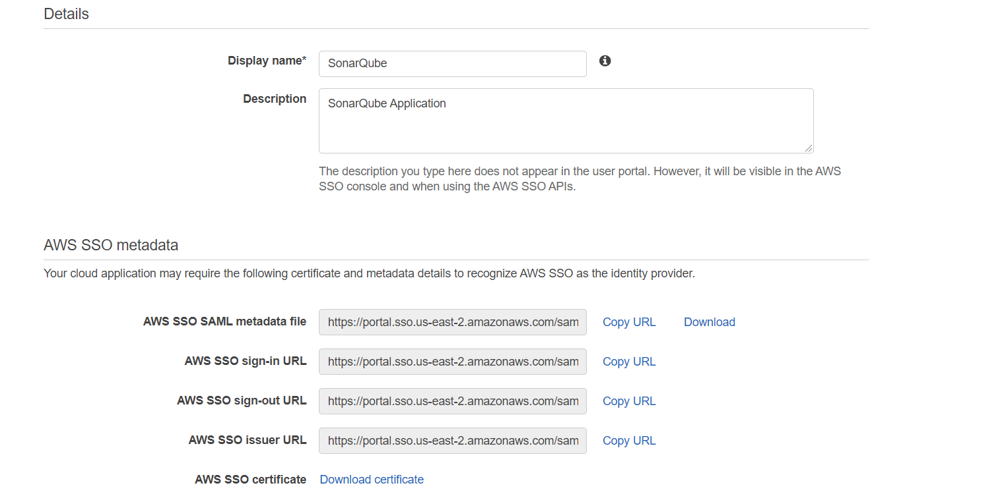 Details
Display name*
SonarQube
Description
SonarQube Application
The description you type here does not appear in the user portal. However, it will be visible in the AWS
SSO console and when using the AWS SSO APIs.
AWS SSO metadata
Your cloud application may require the following certificate and metadata details to recognize AWS SSO as the identity provider.
AWS SSO SAML metadata file https://portal.sso.us-east-2.amazonaws.com/sam Copy URL Download
AWS SSO sign-in URL https://portal.sso.us-east-2.amazonaws.com/sam Copy URL
AWS SSO sign-out URL https://portal.sso.us-east-2.amazonaws.com/sam Copy URL
AWS SSO issuer URL https://portal.sso.us-east-2.amazonaws.com/sam Copy URL
AWS SSO certificate Download certificate